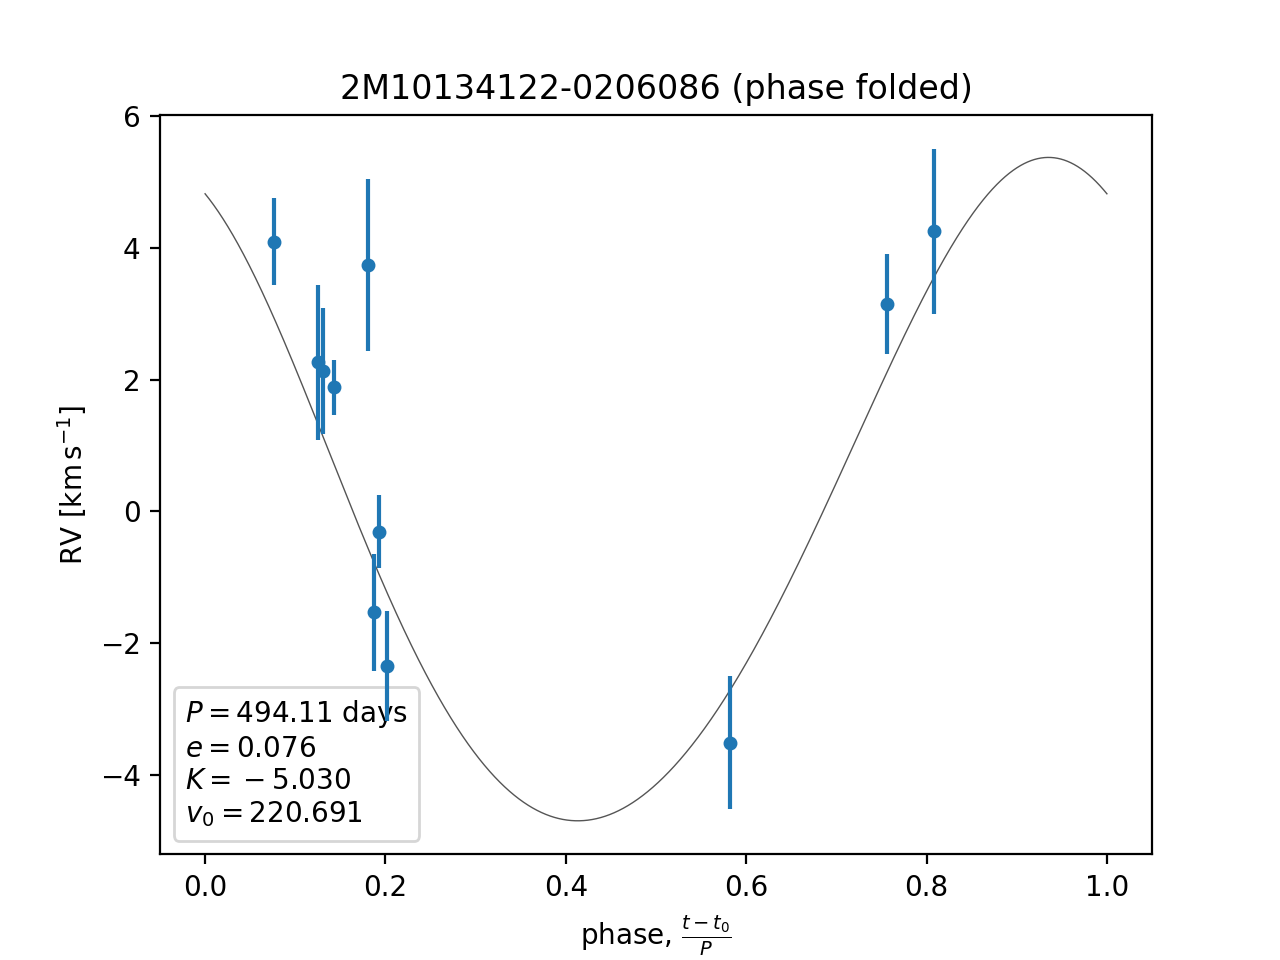 2M10134122-0206086 (phase folded)
6
4
2
0
−2
−4
RV [km s⁻¹]
P = 494.11 days
e = 0.076
K = −5.030
v₀ = 220.691
0.0 0.2 0.4 0.6 0.8 1.0
phase, (t − t₀)/P